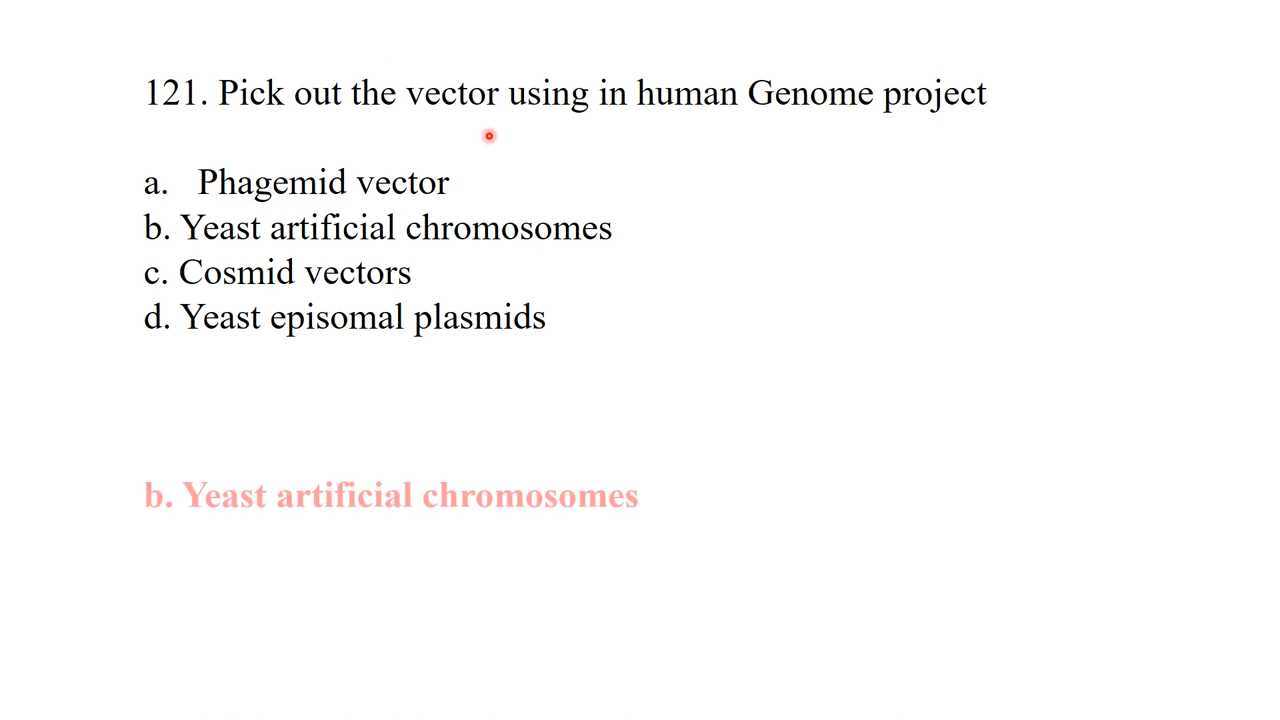 121. Pick out the vector using in human Genome project
a. Phagemid vector
b. Yeast artificial chromosomes
c. Cosmid vectors
d. Yeast episomal plasmids
b. Yeast artificial chromosomes